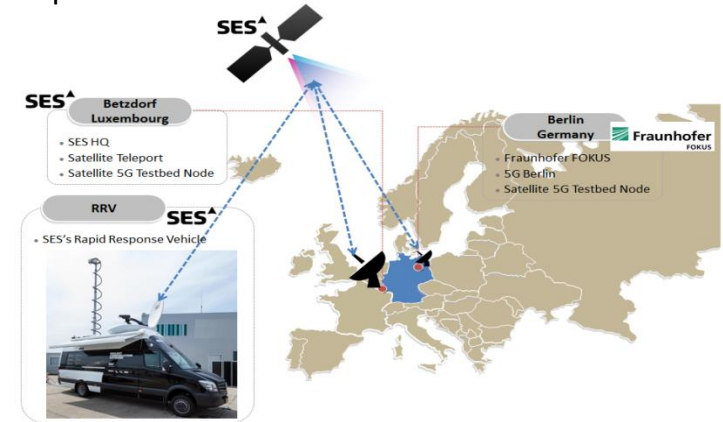 SES
SES
Betzdorf
Luxembourg
SES HQ
Satellite Teleport
Satellite 5G Testbed Node
Berlin
Germany
Fraunhofer
FOKUS
Fraunhofer FOKUS
5G Berlin
Satellite 5G Testbed Node
RRV
SES
SES's Rapid Response Vehicle